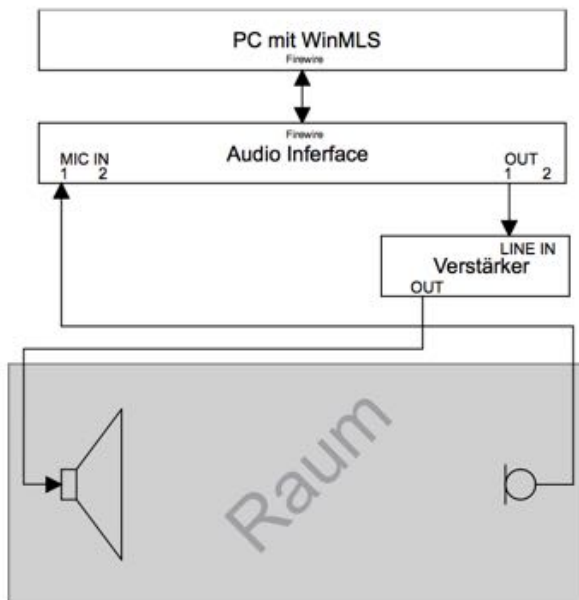 PC mit WinMLS
Firewire
Firewire
Audio Inferface
MIC IN
1 2
OUT
1 2
LINE IN
Verstärker
OUT
Raum